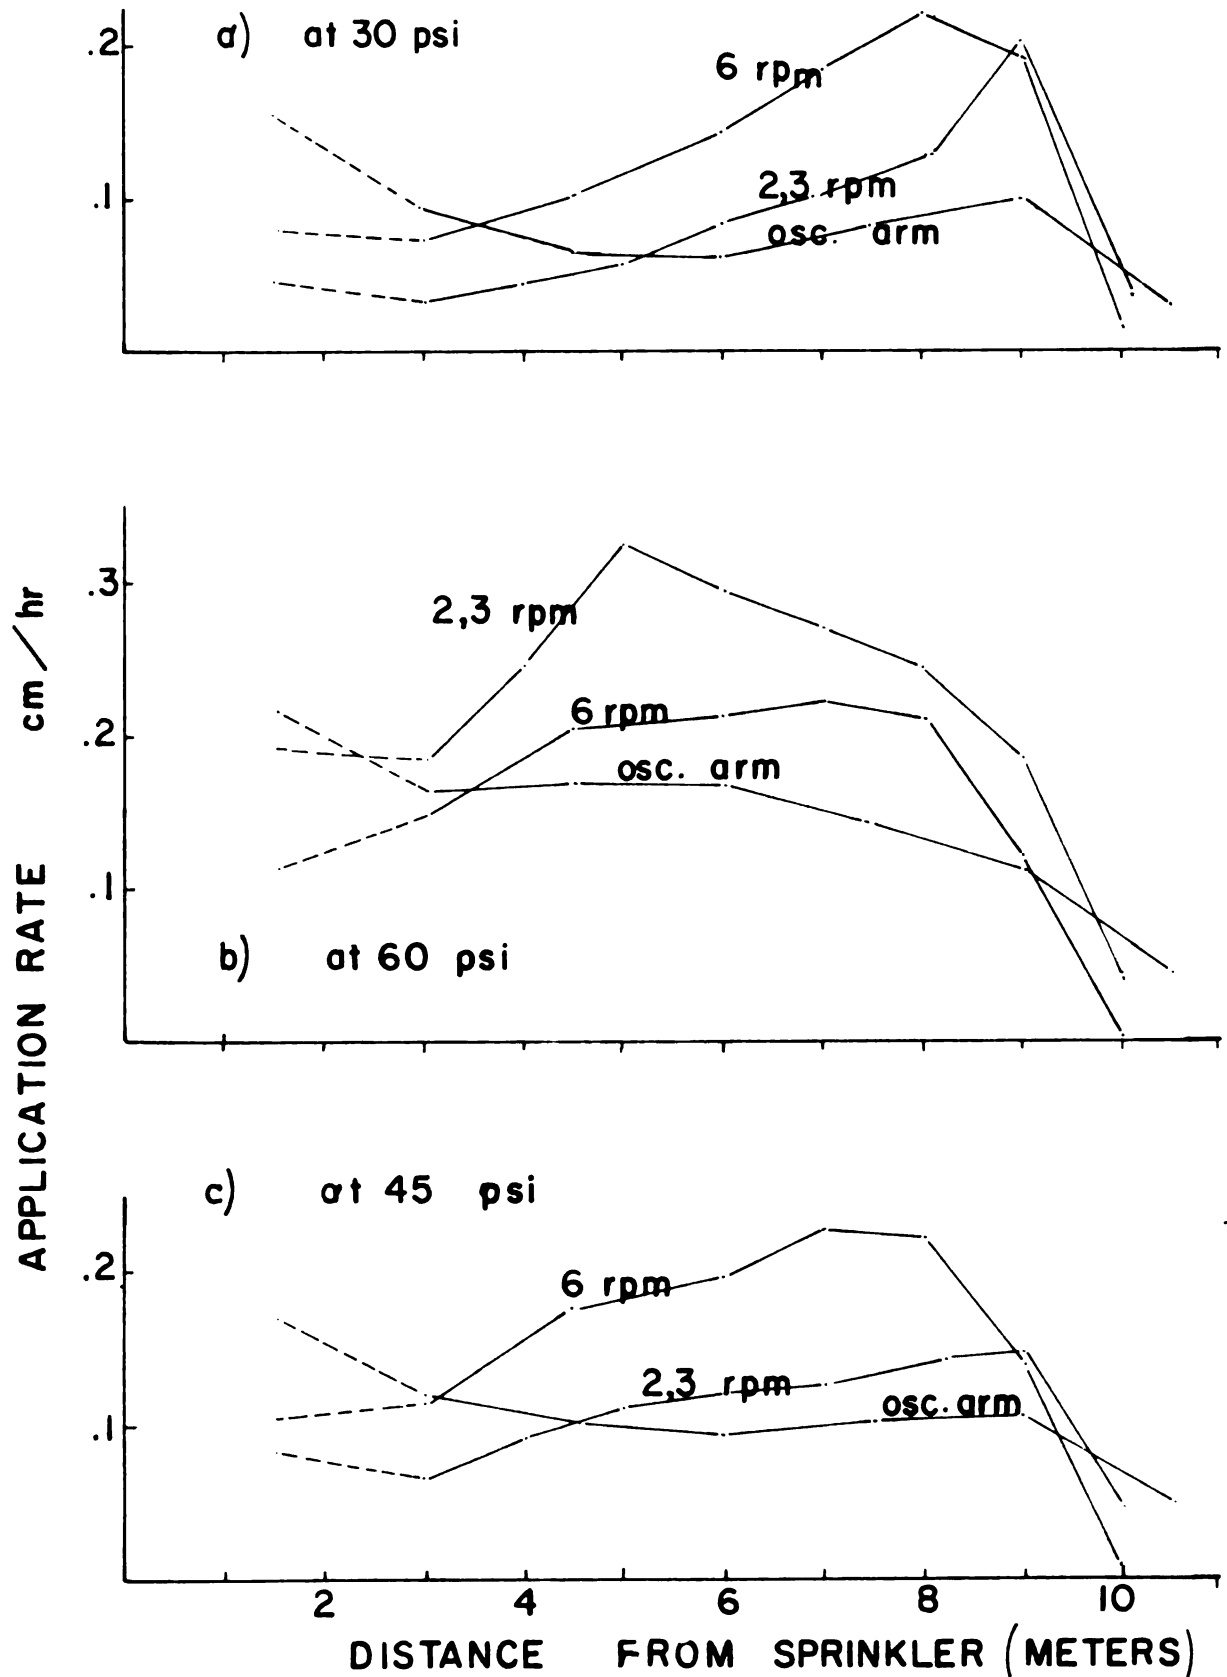 a) at 30 psi
.2
.1
6 rpm
2,3 rpm
osc. arm
b) at 60 psi
.3
.2
.1
2,3 rpm
6 rpm
osc. arm
c) at 45 psi
.2
.1
6 rpm
2,3 rpm
osc. arm
2 4 6 8 10
DISTANCE FROM SPRINKLER (METERS)
APPLICATION RATE cm/hr